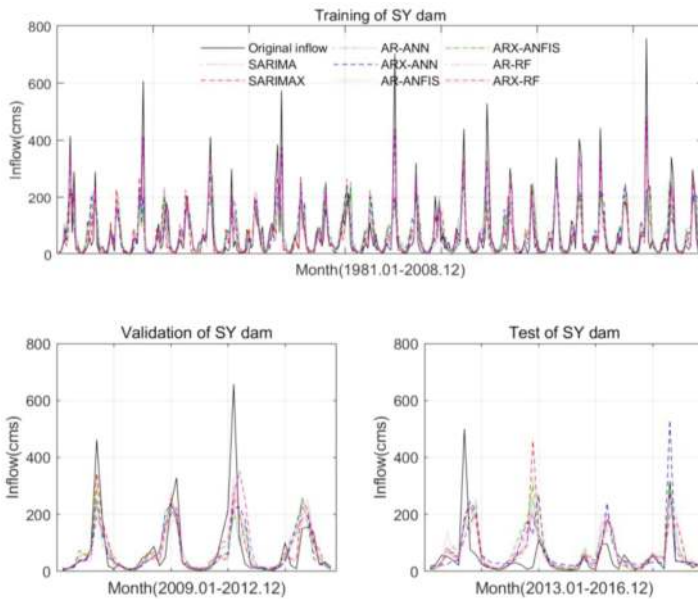 Training of SY dam
800
600
400
200
0
Inflow(cms)
Original inflow
SARIMA
SARIMAX
AR-ANN
ARX-ANN
AR-ANFIS
ARX-ANFIS
AR-RF
ARX-RF
Month(1981.01-2008.12)
Validation of SY dam
800
600
400
200
0
Inflow(cms)
Month(2009.01-2012.12)
Test of SY dam
800
600
400
200
0
Inflow(cms)
Month(2013.01-2016.12)